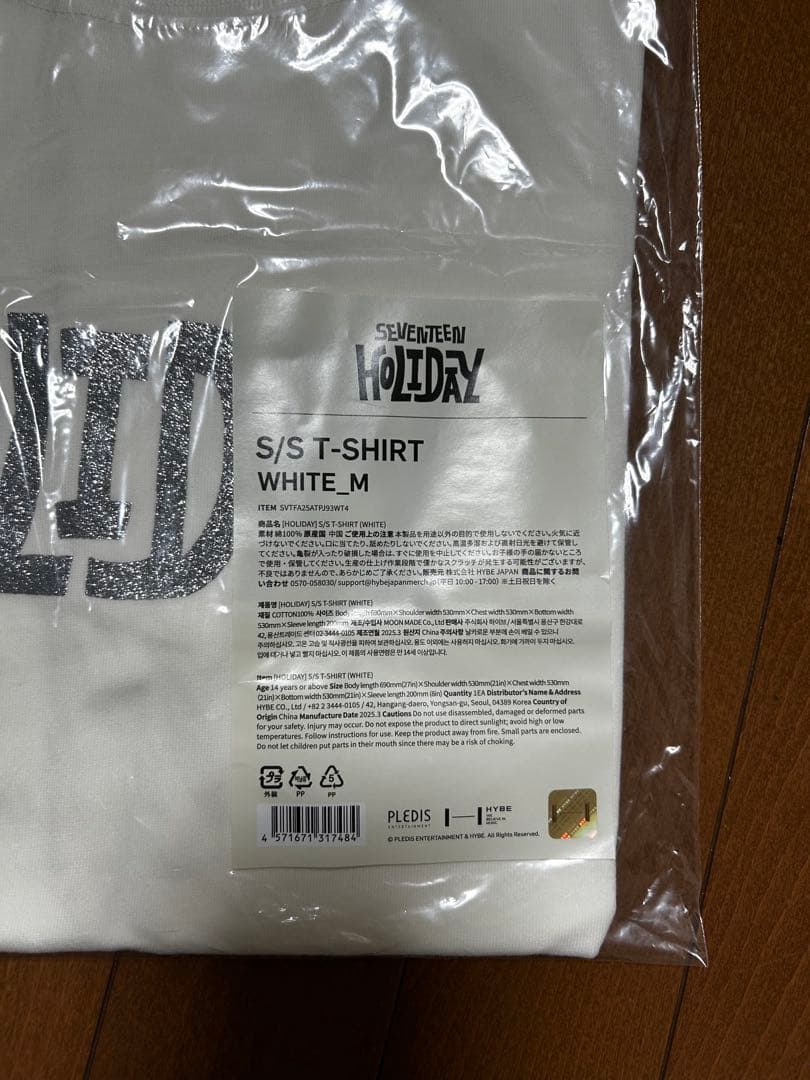 LID
SEVENTEEN
HOLIDAY
S/S T-SHIRT
WHITE_M
ITEM SVTFA25ATPJ93WT4
商品名 [HOLIDAY] S/S T-SHIRT (WHITE)
素材 綿100% 原産国 中国 ご使用上の注意 本製品を用途以外の目的で使用しないでください。火気に近
づけないでください。口に当てたり、舐めたりしないでください。高温多湿および直射日光を避けて保管し
てください。亀裂が入ったり破損した場合は、すぐに使用を中止してください。お子様の手の届かないところ
で使用・保管してください。生産の仕上げ作業段階で僅かなスクラッチが発生する可能性がございますが、
不良ではありませんので、あらかじめご了承ください。販売元 株式会社 HYBE JAPAN 商品に関するお問
い合わせ 0570-058030/support@hybejapanmerch.jp(平日 10:00 - 17:00) ※土日祝日を除く
제품명 [HOLIDAY] S/S T-SHIRT (WHITE)
재질 COTTON100% 사이즈 Body length 690mm×Shoulder width 530mm×Chest width 530mm×Bottom width
530mm×Sleeve length 200mm 제조/수입사 MOON MADE Co., Ltd 판매사 주식회사 하이브/서울특별시 용산구 한강대로
42, 용산트레이드 센터 02-3444-0105 제조연월 2025.3 원산지 China 주의사항 날카로운 부분에 손이 베일 수 있으니
주의하십시오. 고온 고습 및 직사광선을 피하여 보관하십시오. 용도 이외에는 사용하지 마십시오. 화기에 가까이 두지 마십시오.
입에 대거나 넣고 빨지 마십시오. 이 제품의 사용연령은 만 14세 이상입니다.
Item [HOLIDAY] S/S T-SHIRT (WHITE)
Age 14 years or above Size Body length 690mm(27in)×Shoulder width 530mm(21in)×Chest width 530mm
(21in)×Bottom width 530mm(21in)×Sleeve length 200mm (8in) Quantity 1EA Distributor's Name & Address
HYBE CO., Ltd / +82 2 3444-0105 / 42, Hangang-daero, Yongsan-gu, Seoul, 04389 Korea Country of
Origin China Manufacture Date 2025.3 Cautions Do not use disassembled, damaged or deformed parts
for your safety. Injury may occur. Do not expose the product to direct sunlight; avoid high or low
temperatures. Follow instructions for use. Keep the product away from fire. Small parts are enclosed.
Do not let children put parts in their mouth since there may be a risk of choking.
プラ 5
外装 PP PP
4 571671 317484
PLEDIS
ENTERTAINMENT
HYBE
WE
BELIEVE IN
MUSIC
© PLEDIS ENTERTAINMENT & HYBE. All Rights Reserved.